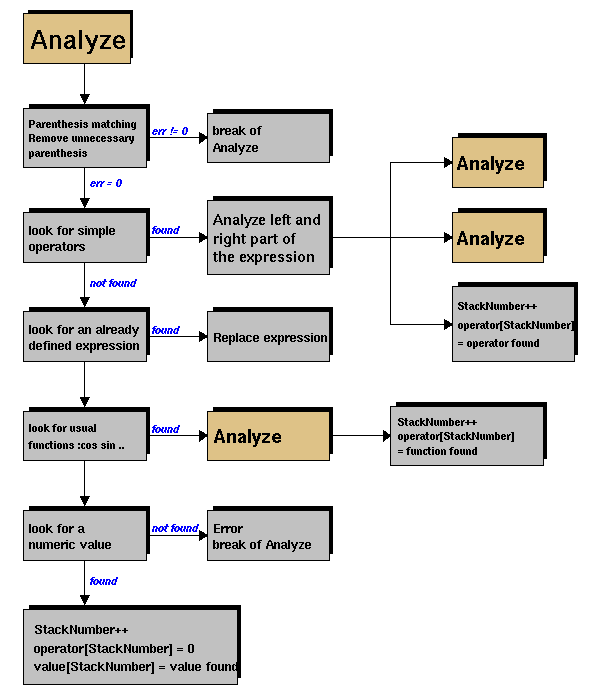 Analyze
Parenthesis matching
Remove unnecessary
parenthesis
err != 0
break of
Analyze
err = 0
look for simple
operators
found
Analyze left and
right part of
the expression
Analyze
Analyze
StackNumber++
operator[StackNumber]
= operator found
not found
look for an already
defined expression
found
Replace expression
look for usual
functions :cos sin ..
found
Analyze
StackNumber++
operator[StackNumber]
= function found
look for a
numeric value
not found
Error
break of Analyze
found
StackNumber++
operator[StackNumber] = 0
value[StackNumber] = value found